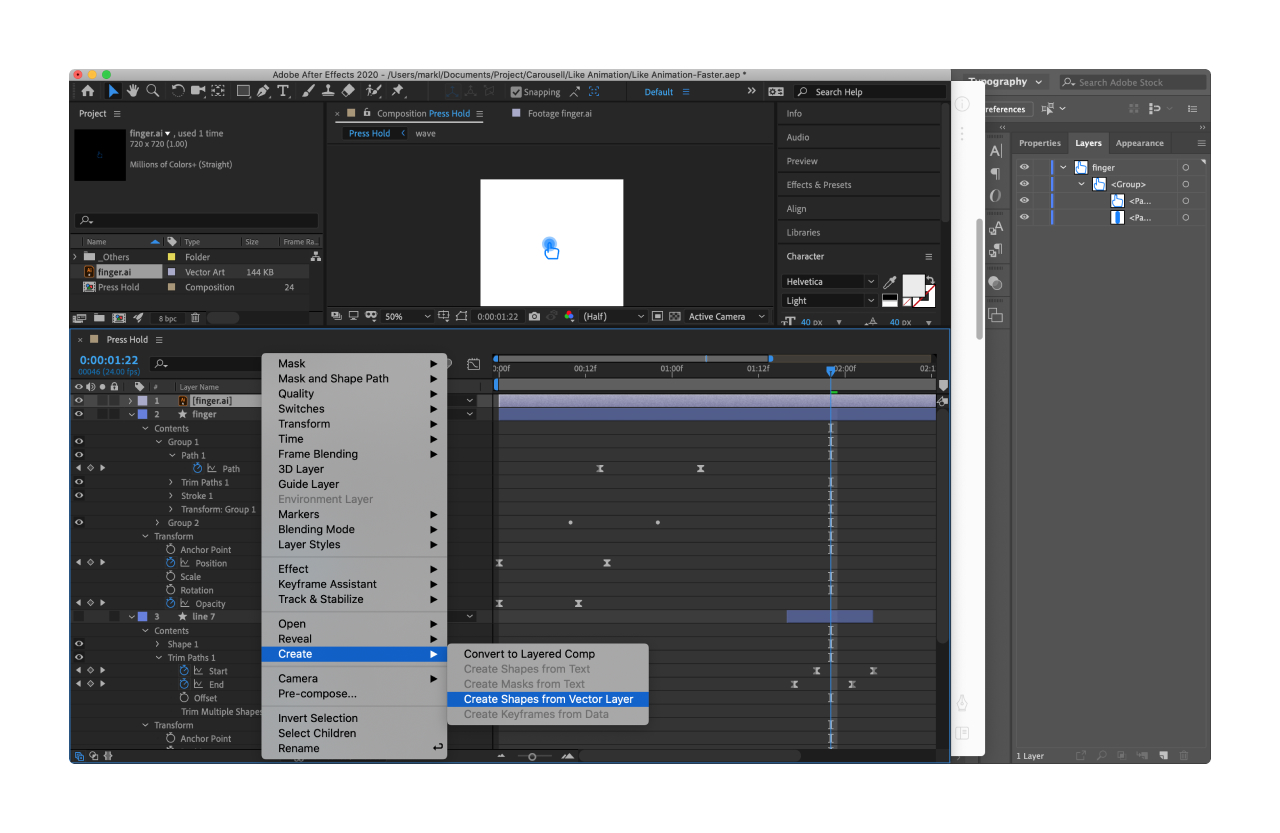 Adobe After Effects 2020 - /Users/markl/Documents/Project/Carousell/Like Animation/Like Animation-Faster.aep *
Snapping
Default
Search Help
Typography
Search Adobe Stock
Project
finger.ai , used 1 time
720 x 720 (1.00)
Millions of Colors+ (Straight)
Name Type Size Frame Ra..
_Others Folder
finger.ai Vector Art 144 KB
Press Hold Composition 24
8 bpc
Composition Press Hold
Footage finger.ai
Press Hold wave
50% 0:00:01:22 (Half) Active Camera
Info
Audio
Preview
Effects & Presets
Align
Libraries
Character
Helvetica
Light
40 px 40 px
references
Properties Layers Appearance
finger
<Group>
<Pa...
<Pa...
1 Layer
Press Hold
0:00:01:22
00046 (24.00 fps)
# Layer Name
1 [finger.ai]
2 finger
Contents
Group 1
Path 1
Path
Trim Paths 1
Stroke 1
Transform: Group 1
Group 2
Transform
Anchor Point
Position
Scale
Rotation
Opacity
3 line 7
Contents
Shape 1
Trim Paths 1
Start
End
Offset
Trim Multiple Shapes
Transform
Anchor Point
:00f 00:12f 01:00f 01:12f 02:00f 02:1
Mask
Mask and Shape Path
Quality
Switches
Transform
Time
Frame Blending
3D Layer
Guide Layer
Environment Layer
Markers
Blending Mode
Layer Styles
Effect
Keyframe Assistant
Track & Stabilize
Open
Reveal
Create
Camera
Pre-compose...
Invert Selection
Select Children
Rename
Convert to Layered Comp
Create Shapes from Text
Create Masks from Text
Create Shapes from Vector Layer
Create Keyframes from Data